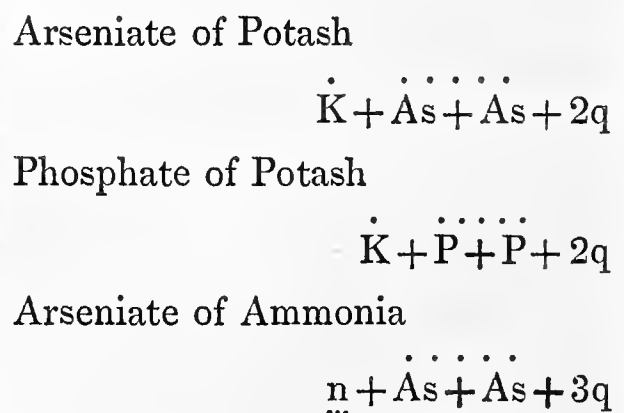 Arseniate of Potash
. . . . . .
K+As+As+2q
Phosphate of Potash
. . . . . .
K+P+P+2q
Arseniate of Ammonia
. . . . .
n+As+As+3q
...